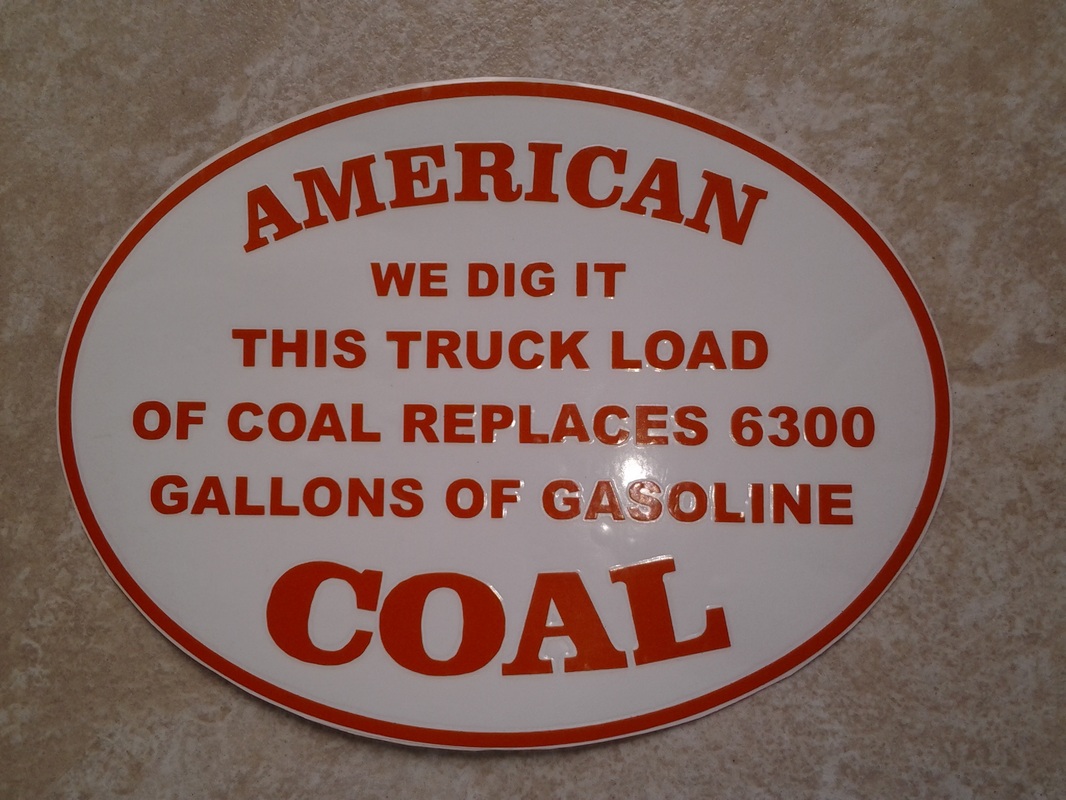 AMERICAN
WE DIG IT
THIS TRUCK LOAD
OF COAL REPLACES 6300
GALLONS OF GASOLINE
COAL